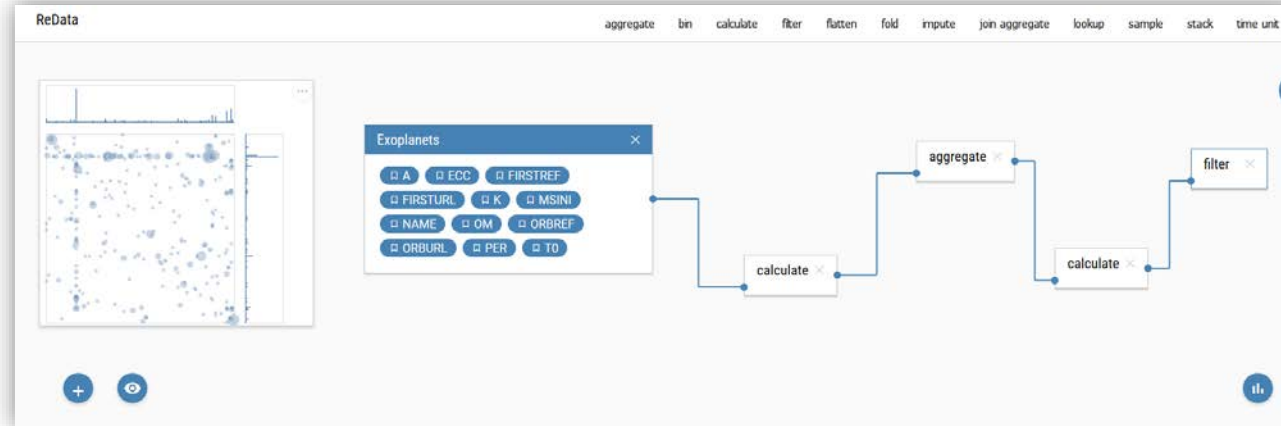 ReData
aggregate bin calculate filter flatten fold impute join aggregate lookup sample stack time unit
Exoplanets
A ECC FIRSTREF
FIRSTURL K MSINI
NAME OM ORBREF
ORBURL PER T0
calculate
aggregate
calculate
filter